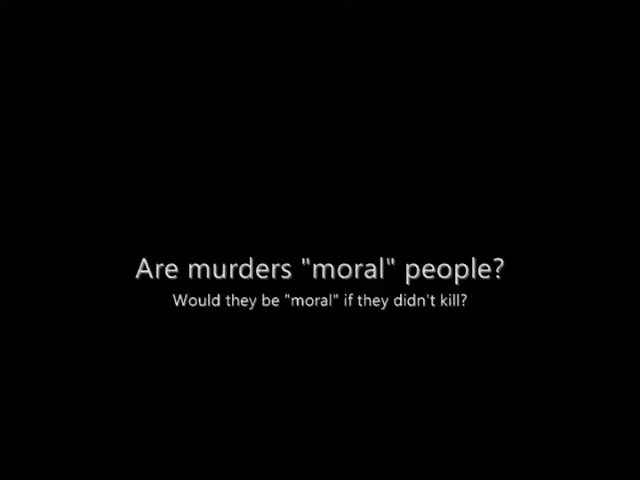 Are murders "moral" people?
Would they be "moral" if they didn't kill?